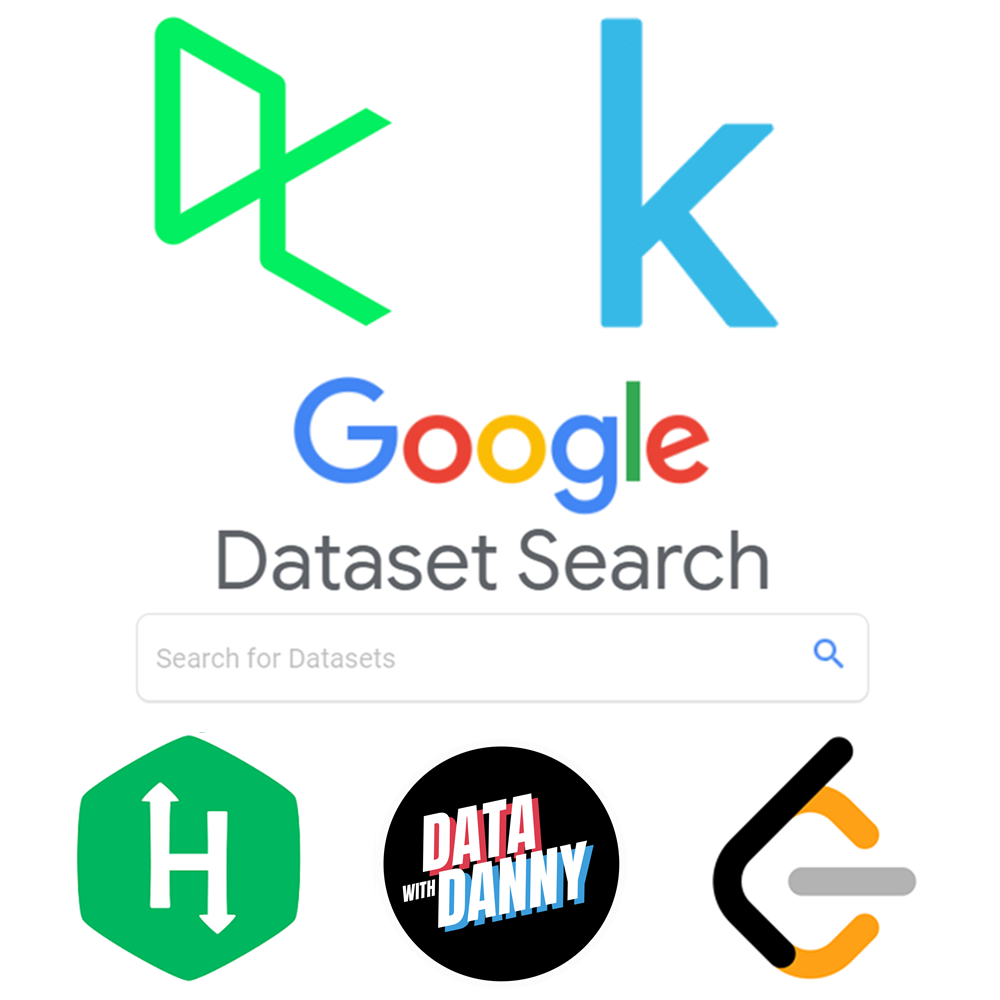 k
Google
Dataset Search
Search for Datasets
H
DATA
WITH DANNY